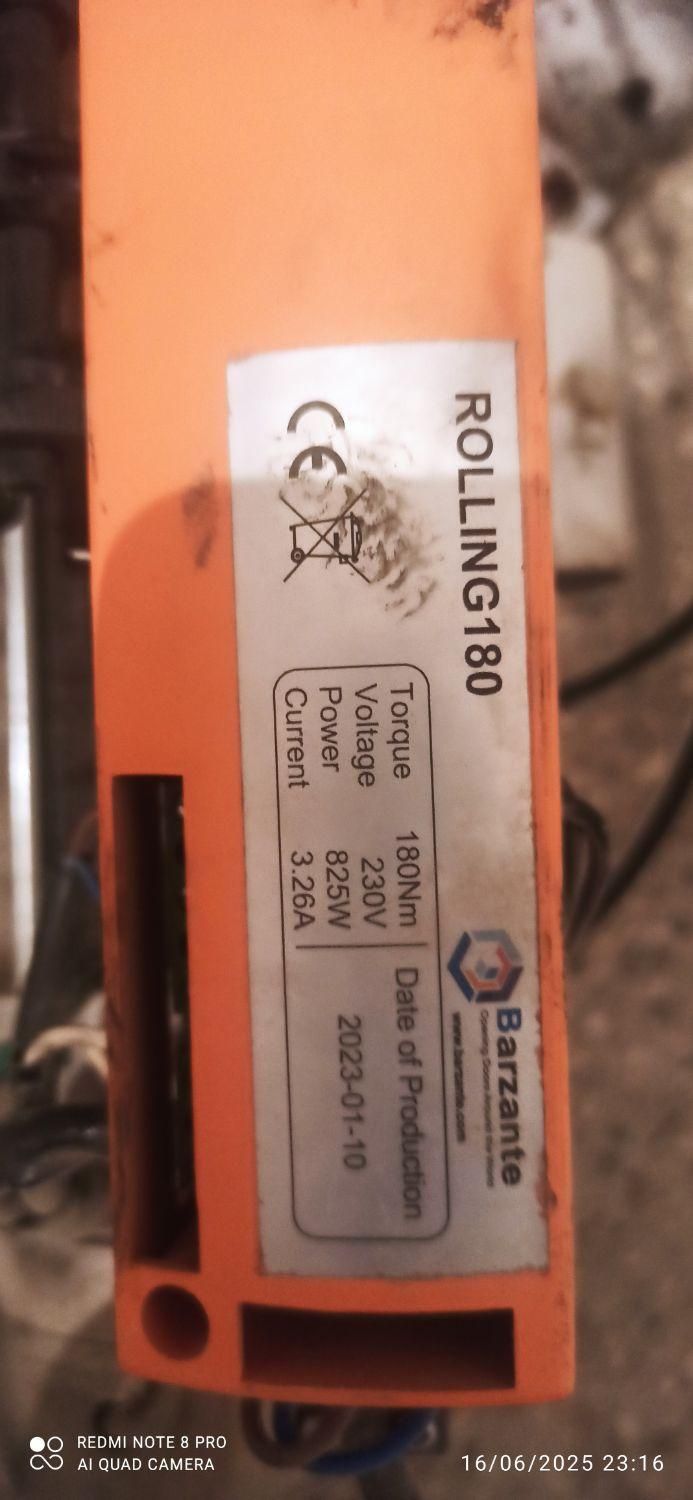 ROLLING180
Barzante
Opening Doors Around the World
www.barzante.com
CE
Torque 180Nm
Voltage 230V
Power 825W
Current 3.26A
Date of Production
2023-01-10
REDMI NOTE 8 PRO
AI QUAD CAMERA
16/06/2025 23:16